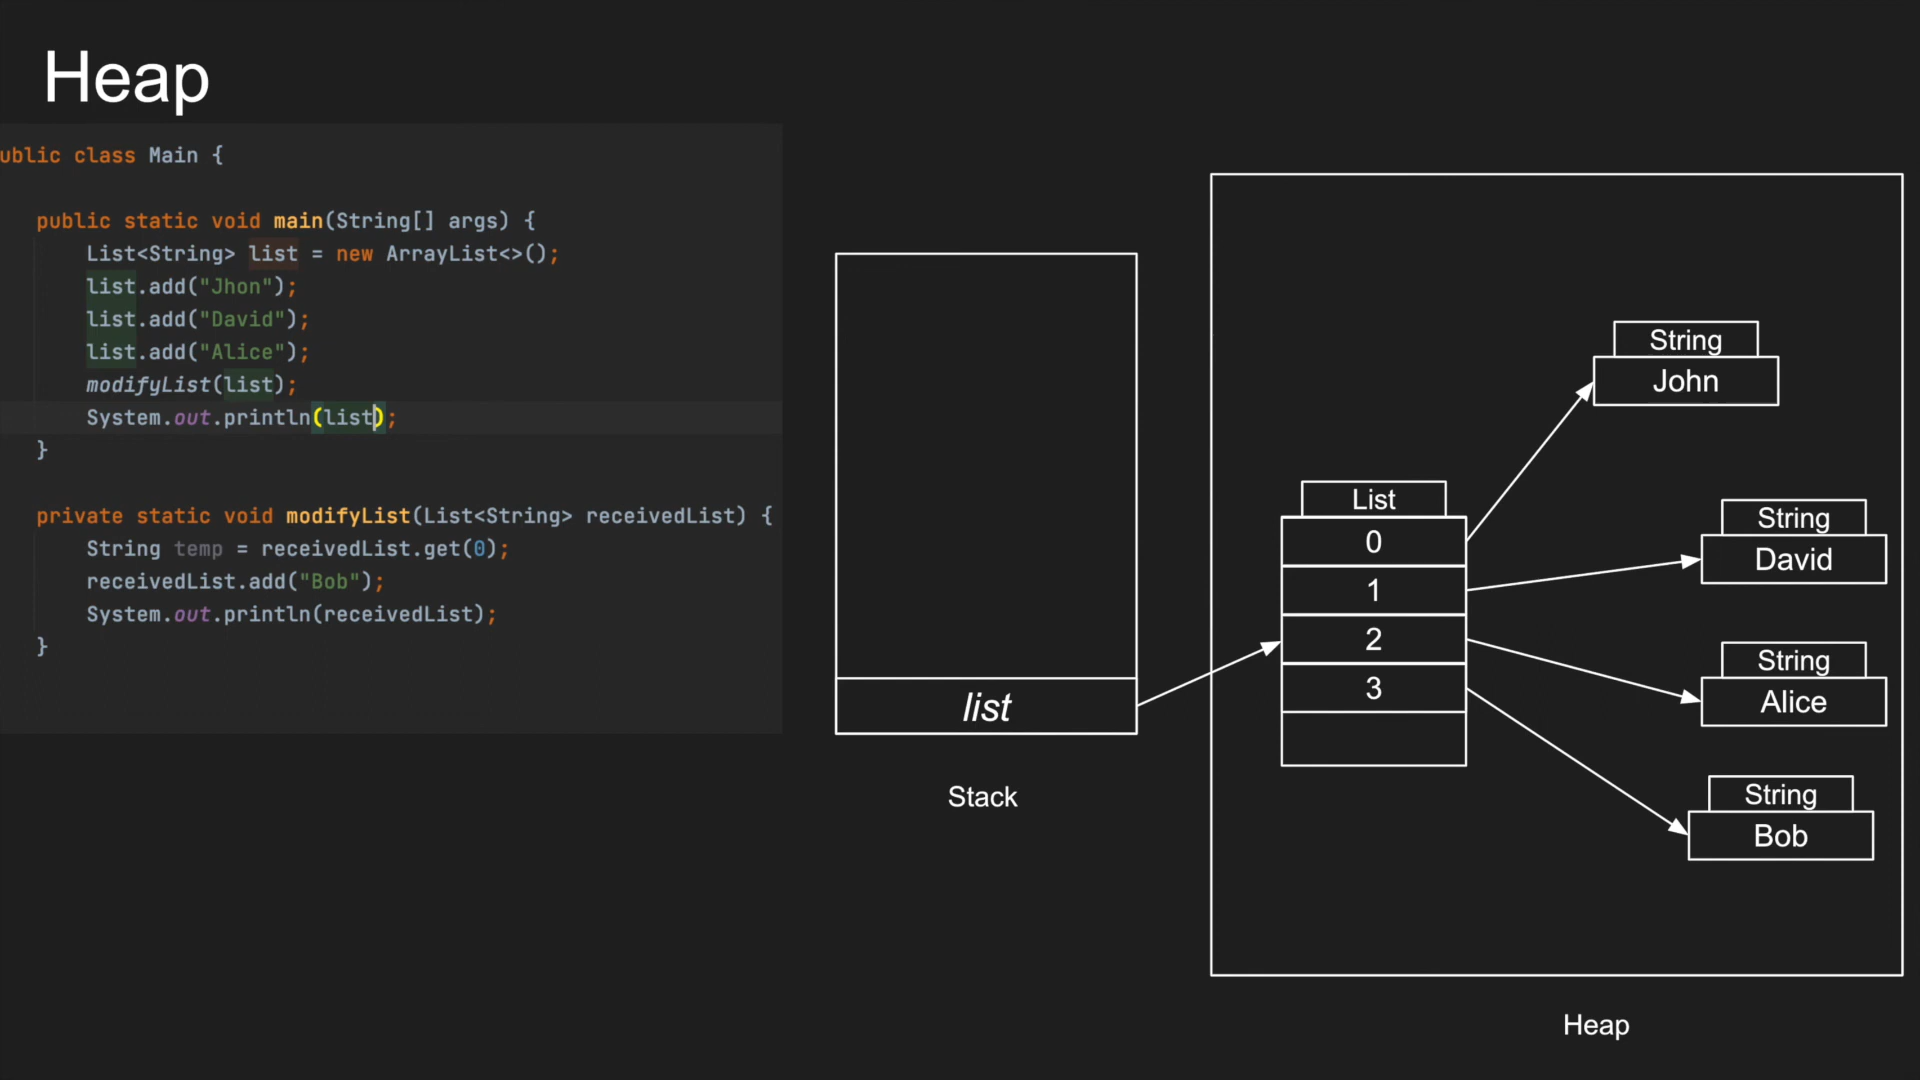 Heap
ublic class Main {
public static void main(String[] args) {
List<String> list = new ArrayList<>();
list.add("Jhon");
list.add("David");
list.add("Alice");
modifyList(list);
System.out.println(list);
}
private static void modifyList(List<String> receivedList) {
String temp = receivedList.get(0);
receivedList.add("Bob");
System.out.println(receivedList);
}
list
Stack
List
0
1
2
3
String
John
String
David
String
Alice
String
Bob
Heap